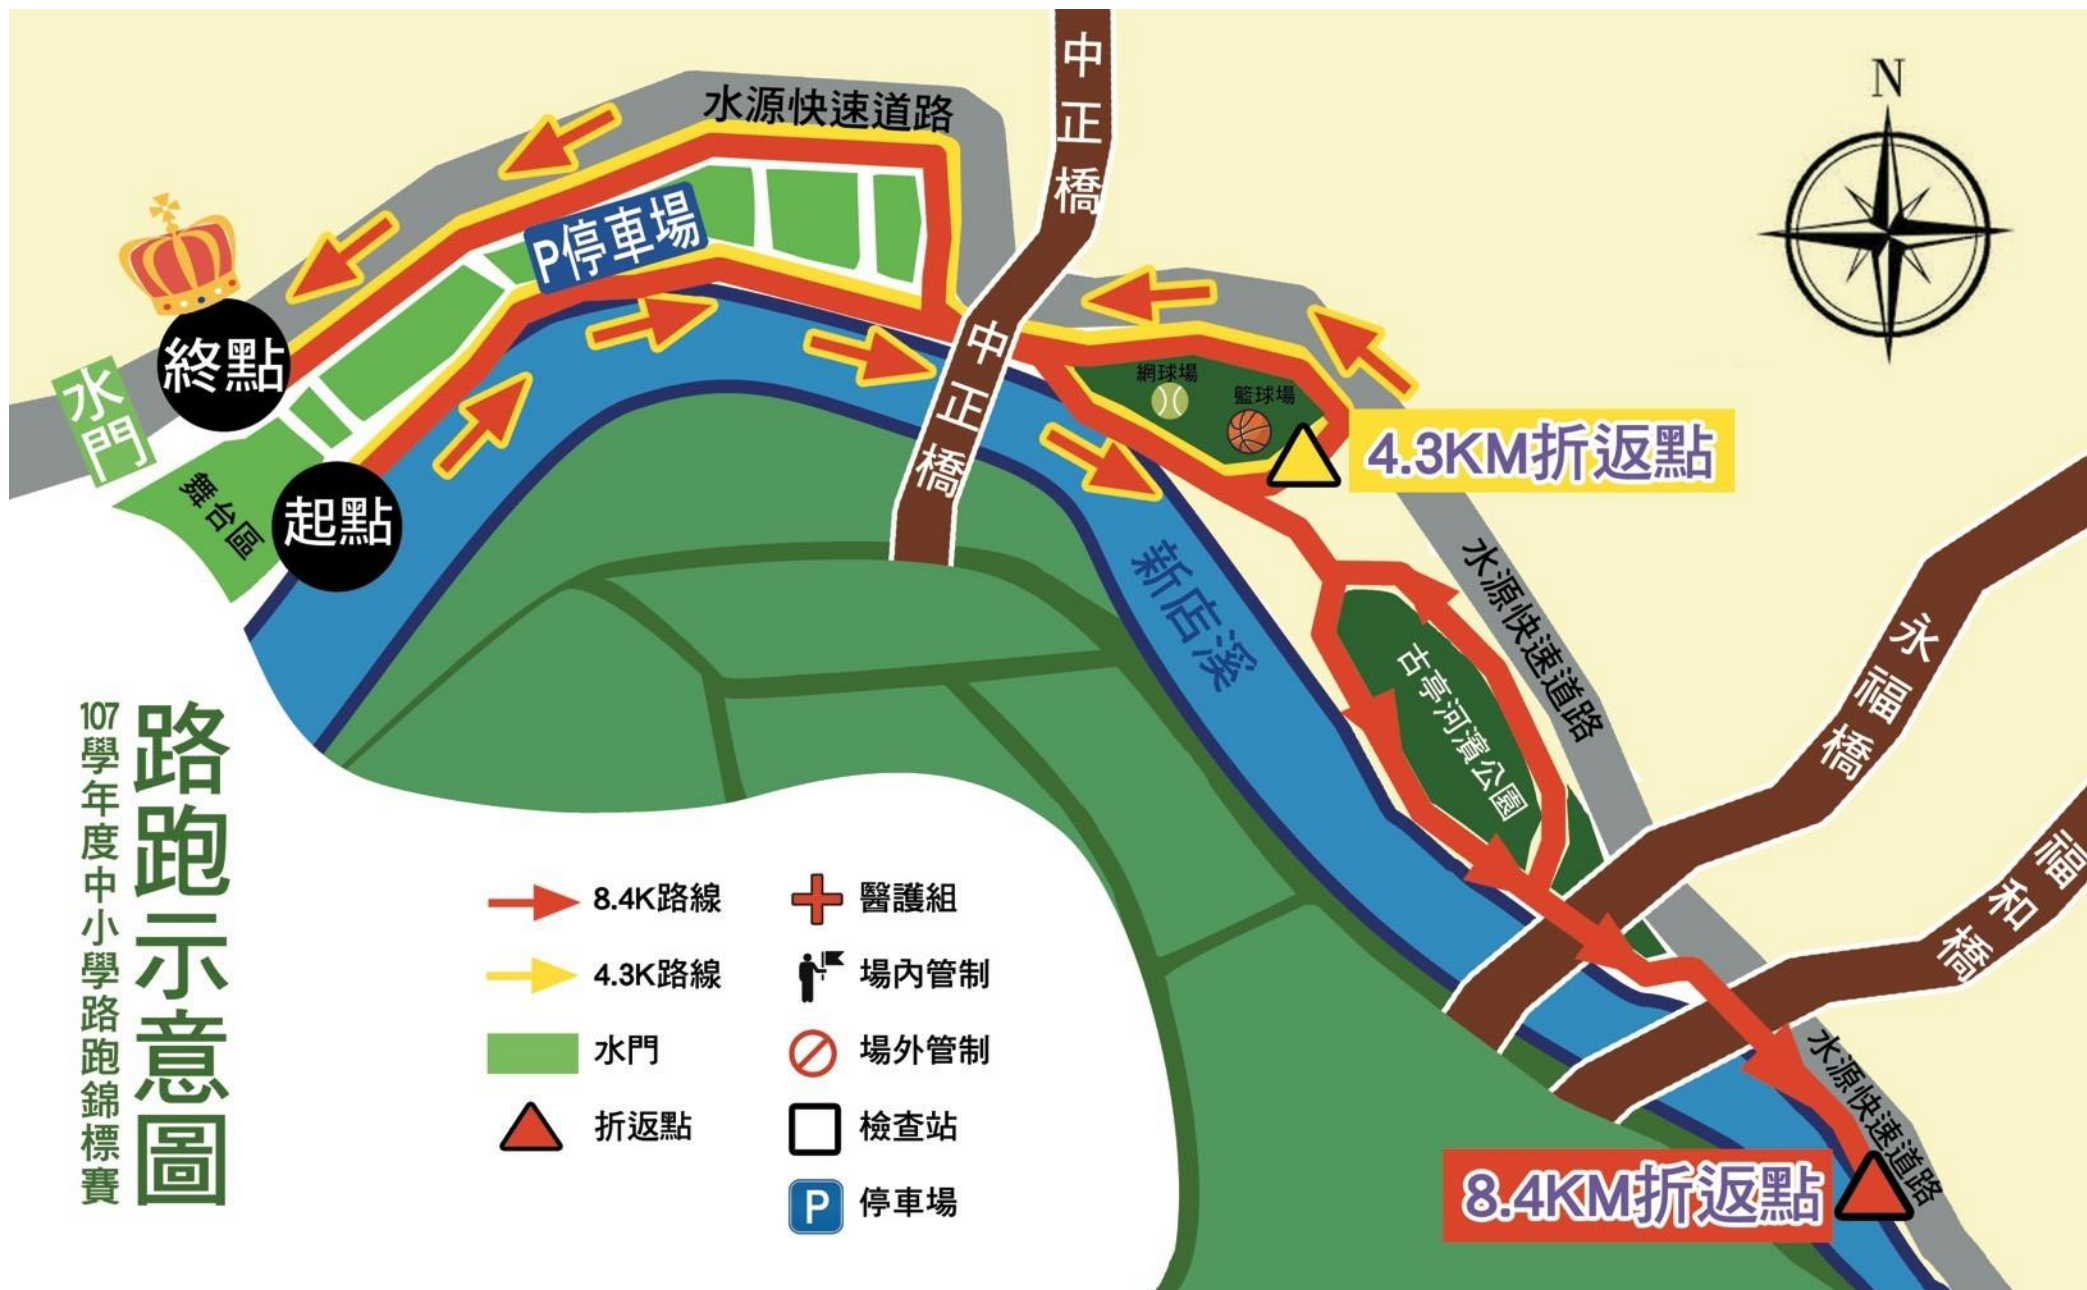 中正橋
N
水源快速道路
P停車場
終點
水門
中正橋
網球場
籃球場
4.3KM折返點
舞台區
起點
新店溪
水源快速道路
古亭河濱公園
永福橋
福和橋
水源快速道路
8.4KM折返點
路跑示意圖
107學年度中小學路跑錦標賽
8.4K路線
4.3K路線
水門
折返點
醫護組
場內管制
場外管制
檢查站
P
停車場